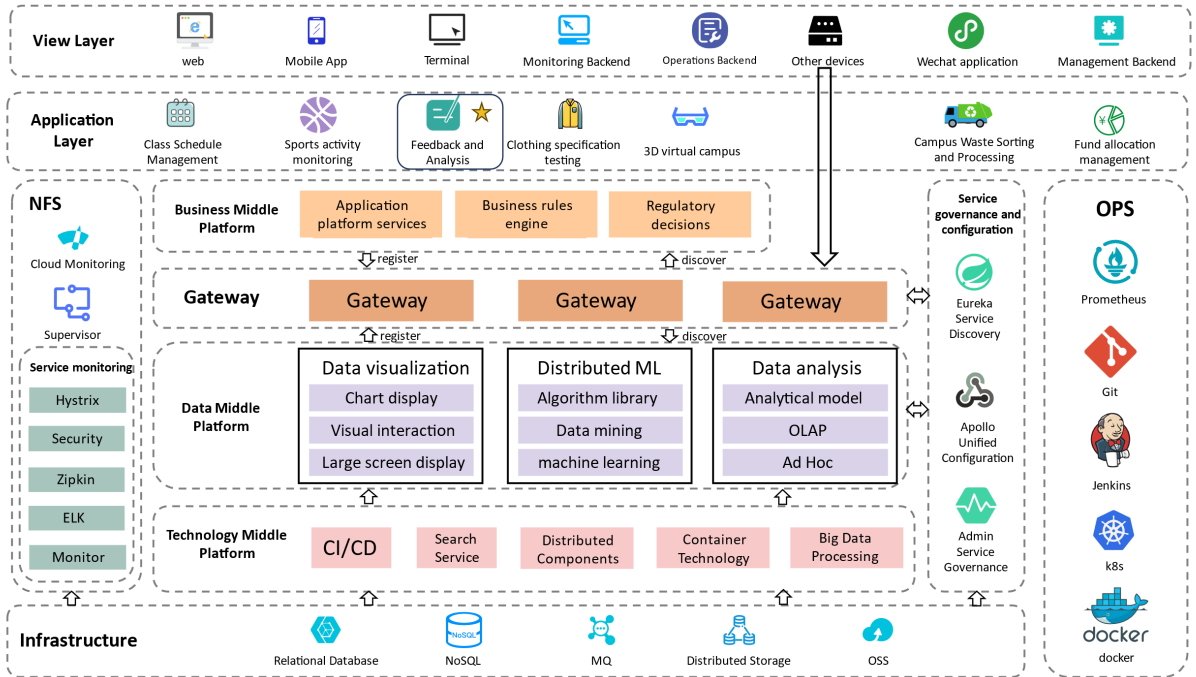 View Layer
web
Mobile App
Terminal
Monitoring Backend
Operations Backend
Other devices
Wechat application
Management Backend
Application
Layer
Class Schedule
Management
Sports activity
monitoring
Feedback and
Analysis
Clothing specification
testing
3D virtual campus
Campus Waste Sorting
and Processing
¥
Fund allocation
management
NFS
Cloud Monitoring
Supervisor
Service monitoring
Hystrix
Security
Zipkin
ELK
Monitor
Business Middle
Platform
Application
platform services
Business rules
engine
Regulatory
decisions
register
discover
Gateway
Gateway
Gateway
Gateway
register
discover
Data Middle
Platform
Data visualization
Chart display
Visual interaction
Large screen display
Distributed ML
Algorithm library
Data mining
machine learning
Data analysis
Analytical model
OLAP
Ad Hoc
Technology Middle
Platform
CI/CD
Search
Service
Distributed
Components
Container
Technology
Big Data
Processing
Service
governance and
configuration
Eureka
Service
Discovery
Apollo
Unified
Configuration
Admin
Service
Governance
OPS
Prometheus
Git
Jenkins
k8s
docker
docker
Infrastructure
Relational Database
NoSQL
NoSQL
MQ
Distributed Storage
OSS